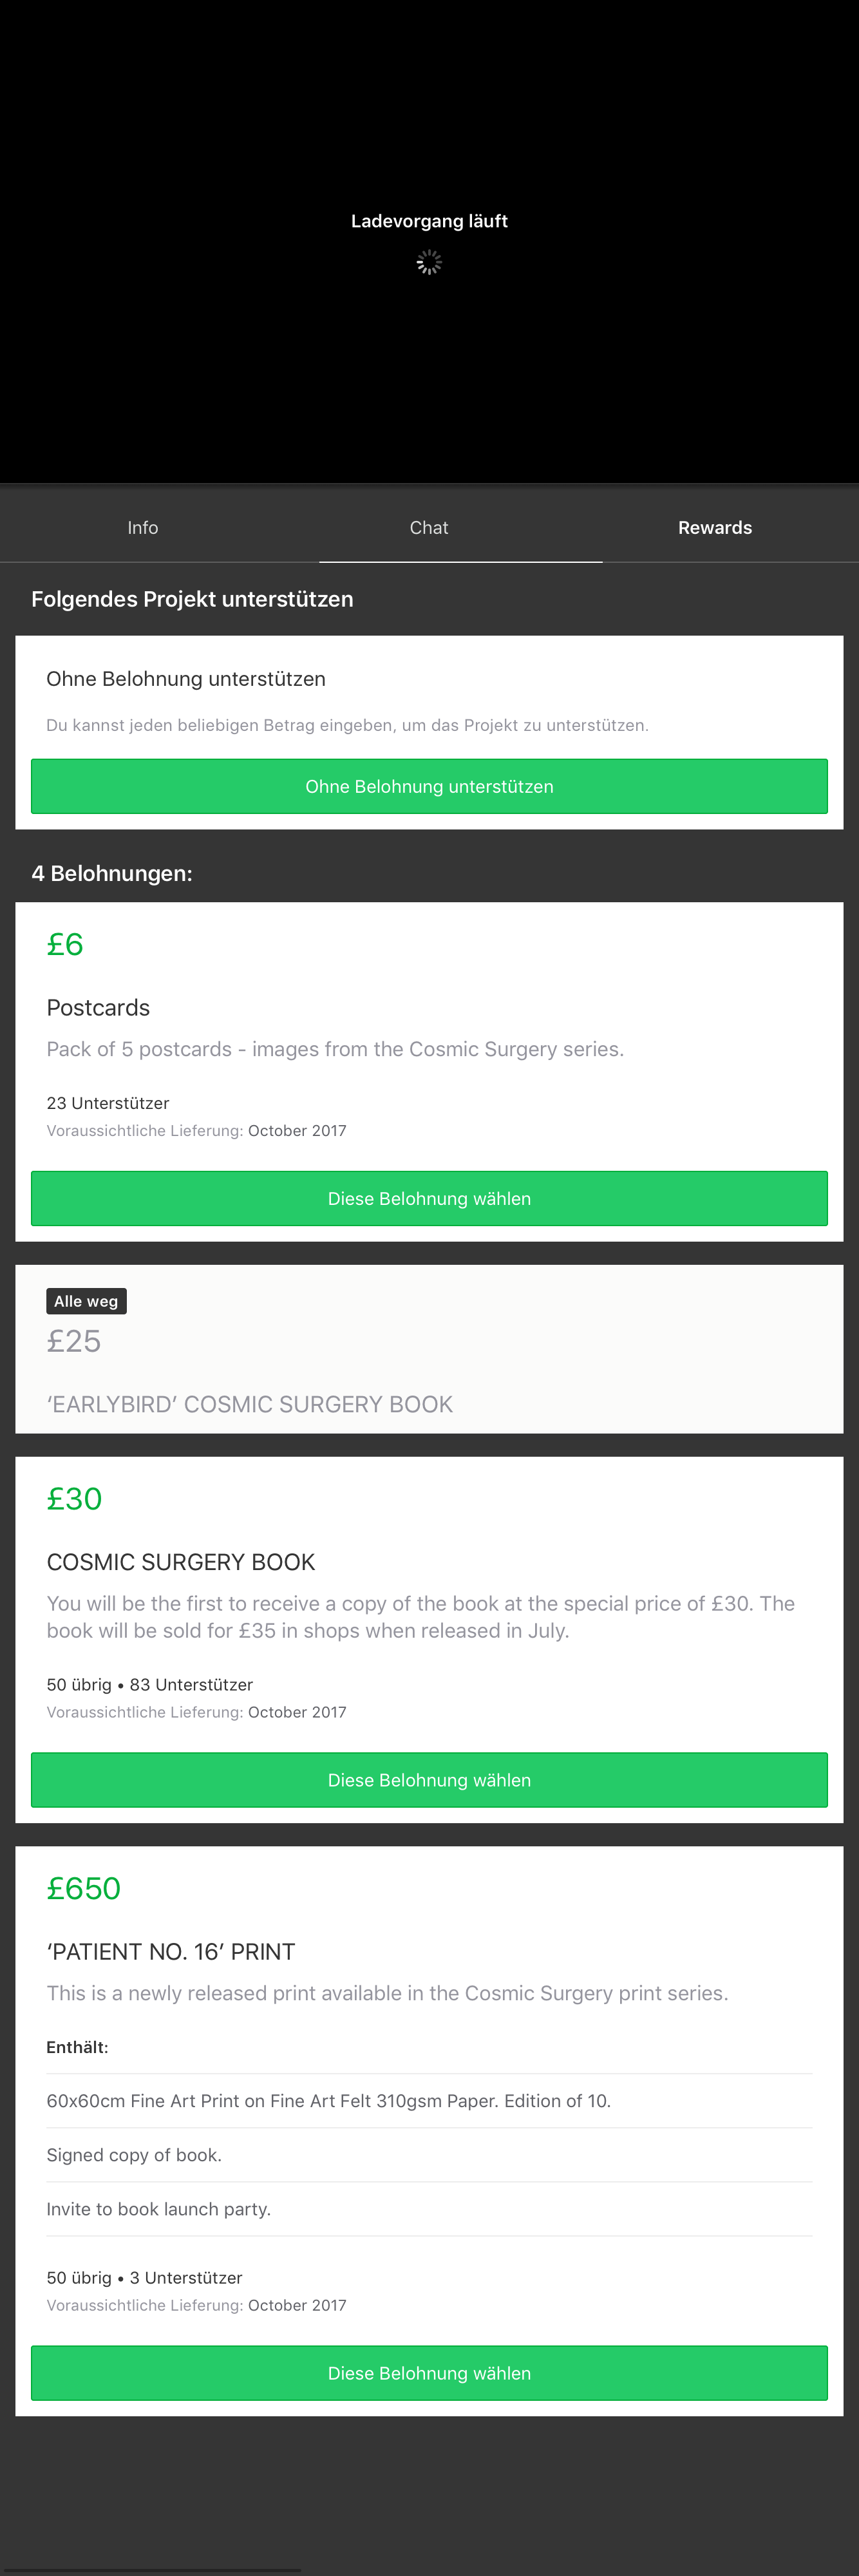 Ladevorgang läuft
Info
Chat
Rewards
Folgendes Projekt unterstützen
Ohne Belohnung unterstützen
Du kannst jeden beliebigen Betrag eingeben, um das Projekt zu unterstützen.
Ohne Belohnung unterstützen
4 Belohnungen:
£6
Postcards
Pack of 5 postcards - images from the Cosmic Surgery series.
23 Unterstützer
Voraussichtliche Lieferung: October 2017
Diese Belohnung wählen
Alle weg
£25
‘EARLYBIRD’ COSMIC SURGERY BOOK
£30
COSMIC SURGERY BOOK
You will be the first to receive a copy of the book at the special price of £30. The
book will be sold for £35 in shops when released in July.
50 übrig • 83 Unterstützer
Voraussichtliche Lieferung: October 2017
Diese Belohnung wählen
£650
‘PATIENT NO. 16’ PRINT
This is a newly released print available in the Cosmic Surgery print series.
Enthält:
60x60cm Fine Art Print on Fine Art Felt 310gsm Paper. Edition of 10.
Signed copy of book.
Invite to book launch party.
50 übrig • 3 Unterstützer
Voraussichtliche Lieferung: October 2017
Diese Belohnung wählen